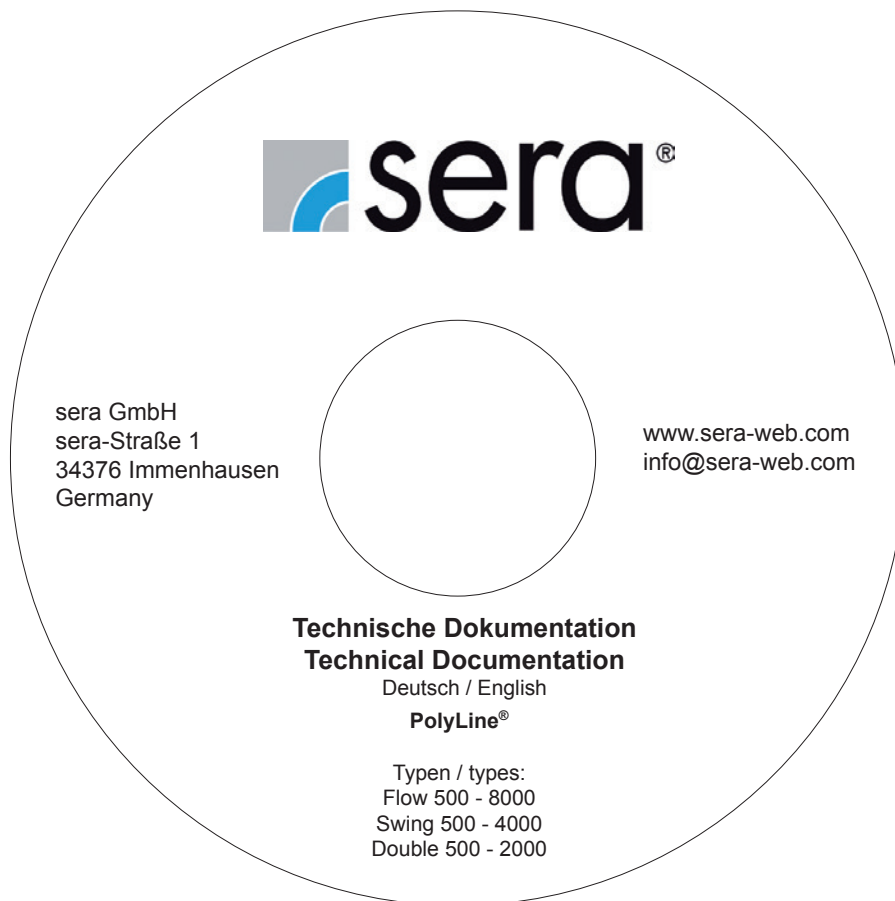 sera®
sera GmbH
sera-Straße 1
34376 Immenhausen
Germany
www.sera-web.com
info@sera-web.com
Technische Dokumentation
Technical Documentation
Deutsch / English
PolyLine®
Typen / types:
Flow 500 - 8000
Swing 500 - 4000
Double 500 - 2000